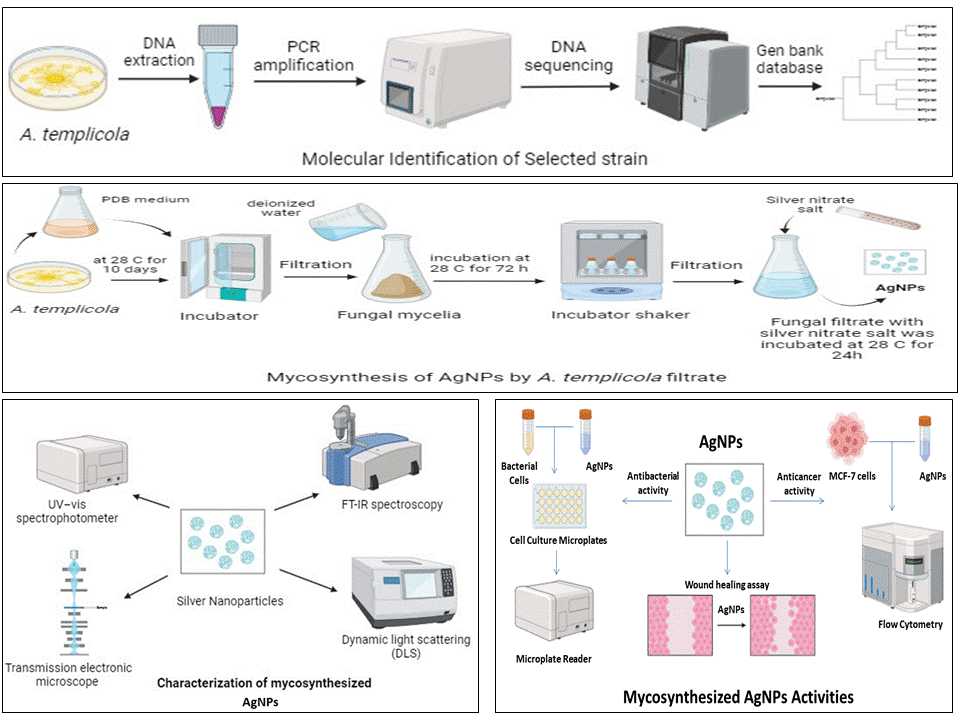 DNA
extraction
PCR
amplification
DNA
sequencing
Gen bank
database
A. templicola
Molecular Identification of Selected strain
PDB medium
deionized
water
Silver nitrate
salt
at 28 C for
10 days
Filtration
incubation at
28 C for 72 h
Filtration
AgNPs
A. templicola
Incubator
Fungal mycelia
Incubator shaker
Fungal filtrate with
silver nitrate salt was
incubated at 28 C for
24h
Mycosynthesis of AgNPs by A. templicola filtrate
UV–vis
spectrophotometer
FT-IR spectroscopy
Silver Nanoparticles
Transmission electronic
microscope
Dynamic light scattering
(DLS)
Characterization of mycosynthesized
AgNPs
Bacterial
Cells
AgNPs
AgNPs
MCF-7 cells
AgNPs
Antibacterial
activity
Anticancer
activity
Cell Culture Microplates
Wound healing assay
AgNPs
Microplate Reader
Flow Cytometry
Mycosynthesized AgNPs Activities